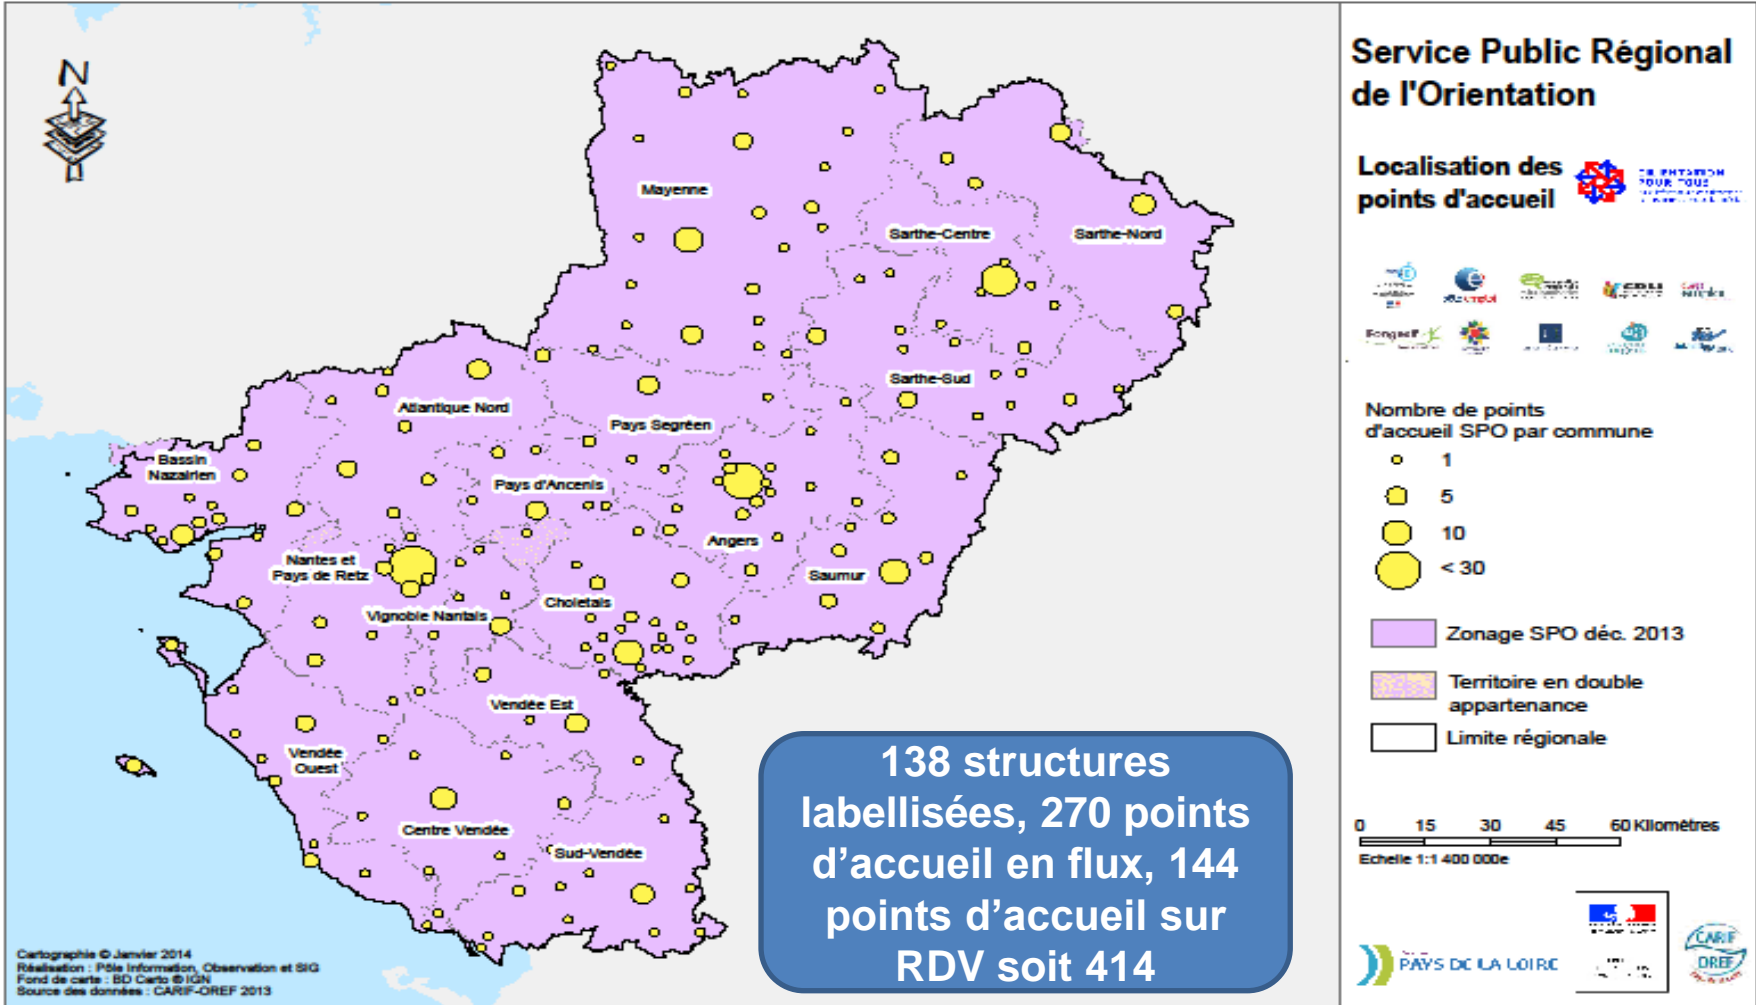 N
Service Public Régional
de l'Orientation
Localisation des
points d'accueil
POUR TOUS
pôle emploi
Fongecif
Nombre de points
d'accueil SPO par commune
1
5
10
< 30
Zonage SPO déc. 2013
Territoire en double
appartenance
Limite régionale
0 15 30 45 60 Kilomètres
Echelle 1:1 400 000e
PAYS DE LA LOIRE
CARIF
OREF
Mayenne
Sarthe-Centre
Sarthe-Nord
Sarthe-Sud
Atlantique Nord
Pays Segréen
Bassin
Nazairien
Pays d'Ancenis
Angers
Nantes et
Pays de Retz
Saumur
Choletais
Vignoble Nantais
Vendée Est
Vendée
Ouest
Centre Vendée
Sud-Vendée
138 structures
labellisées, 270 points
d’accueil en flux, 144
points d’accueil sur
RDV soit 414
Cartographie © Janvier 2014
Réalisation : Pôle Information, Observation et SIG
Fond de carte : BD Carto © IGN
Source des données : CARIF-OREF 2013